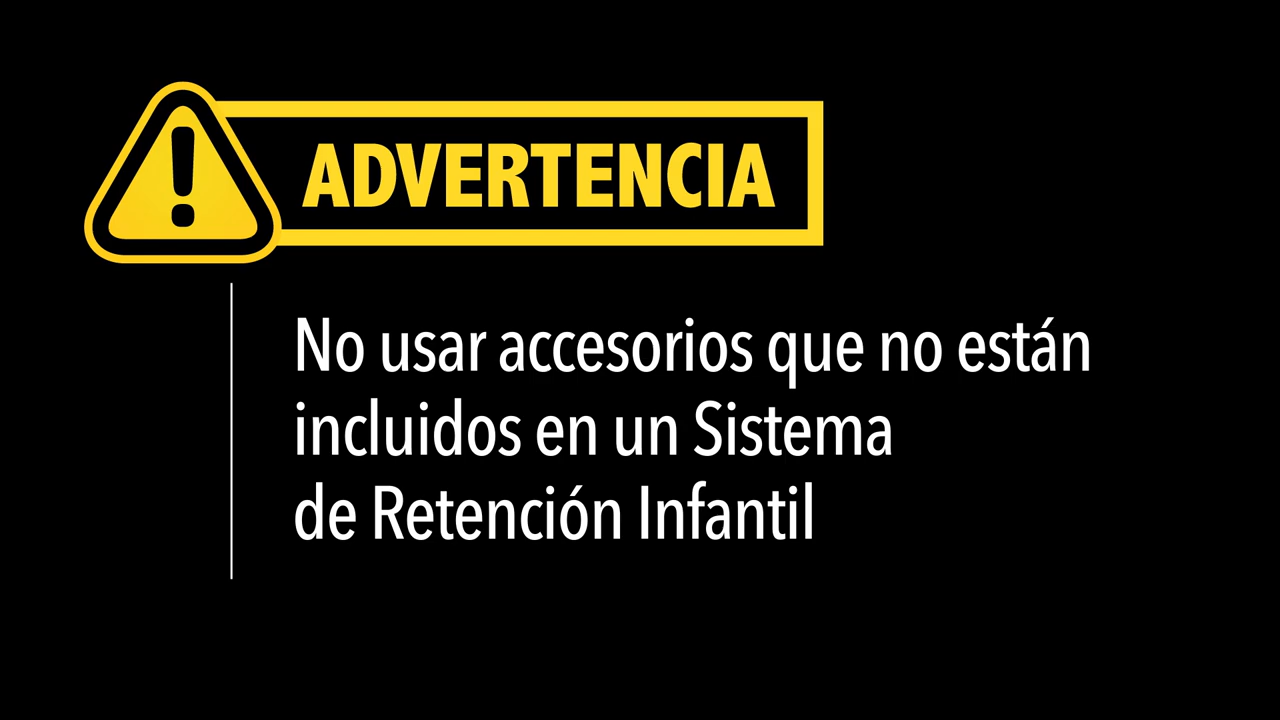 ADVERTENCIA
No usar accesorios que no están
incluidos en un Sistema
de Retención Infantil